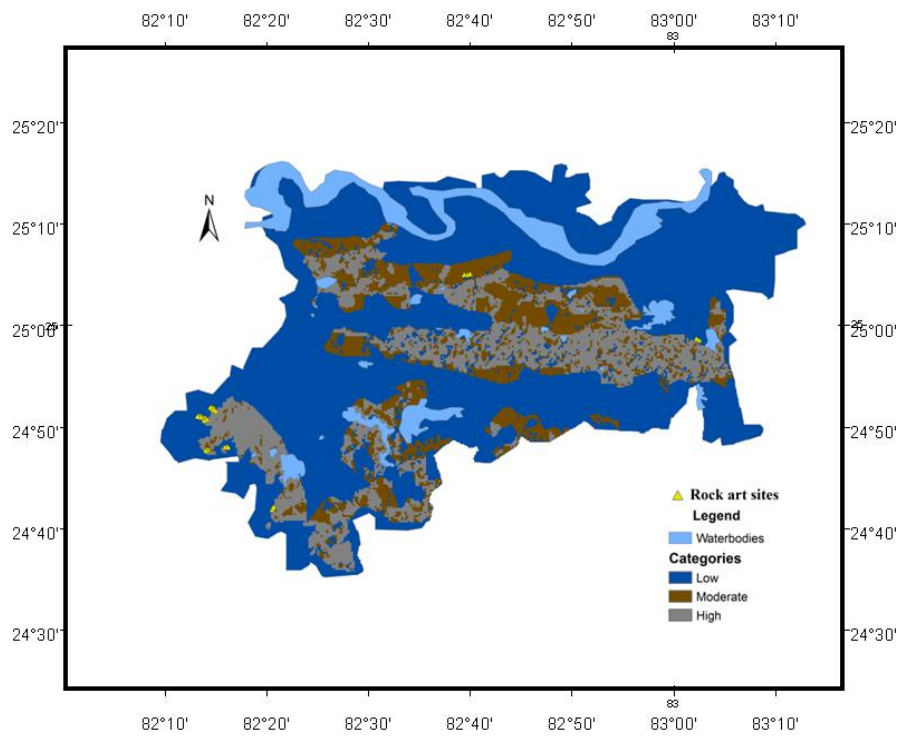 82°10' 82°20' 82°30' 82°40' 82°50' 83°00' 83°10'
83
25°20' 25°20'
N
25°10' 25°10'
25°00' 25 25 25°00'
24°50' 24°50'
Rock art sites
Legend
Waterbodies
24°40' 24°40'
Categories
Low
Moderate
High
24°30' 24°30'
83
82°10' 82°20' 82°30' 82°40' 82°50' 83°00' 83°10'